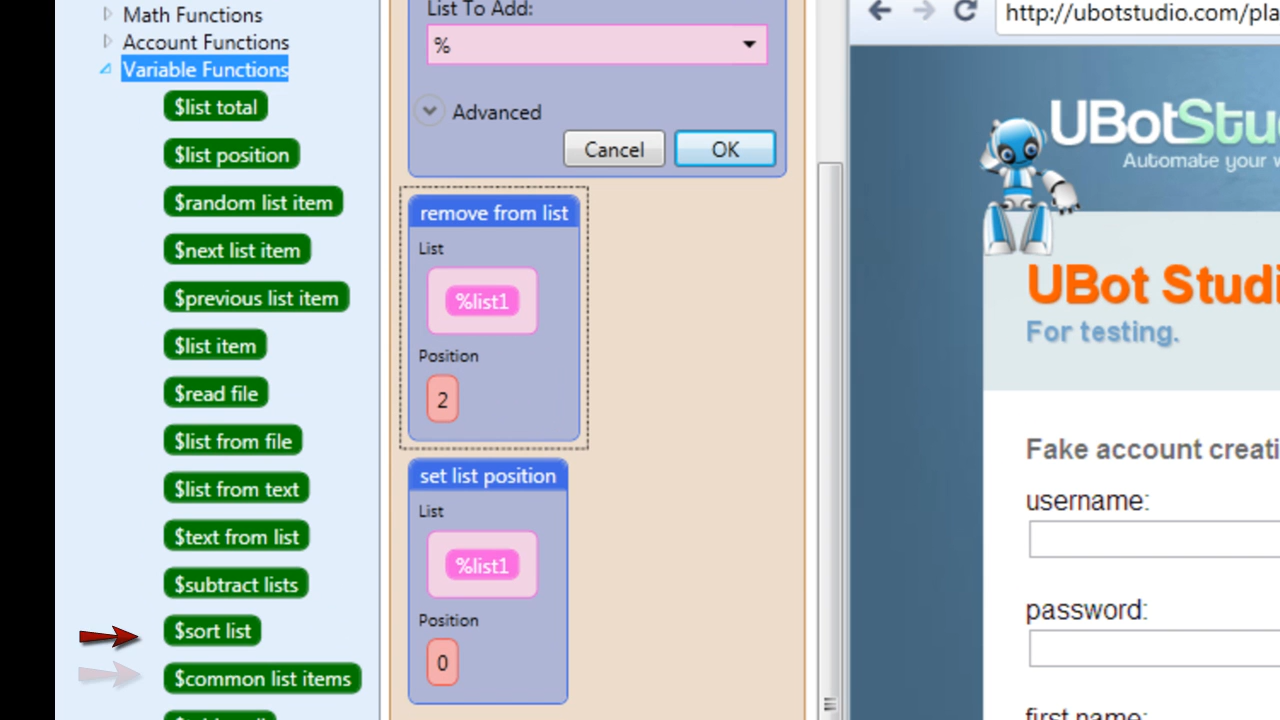 Math Functions
Account Functions
Variable Functions
$list total
$list position
$random list item
$next list item
$previous list item
$list item
$read file
$list from file
$list from text
$text from list
$subtract lists
$sort list
$common list items
List To Add:
%
Advanced
Cancel
OK
remove from list
List
%list1
Position
2
set list position
List
%list1
Position
0
http://ubotstudio.com/pla
UBotStu
Automate your w
UBot Studi
For testing.
Fake account creati
username:
password:
first name: